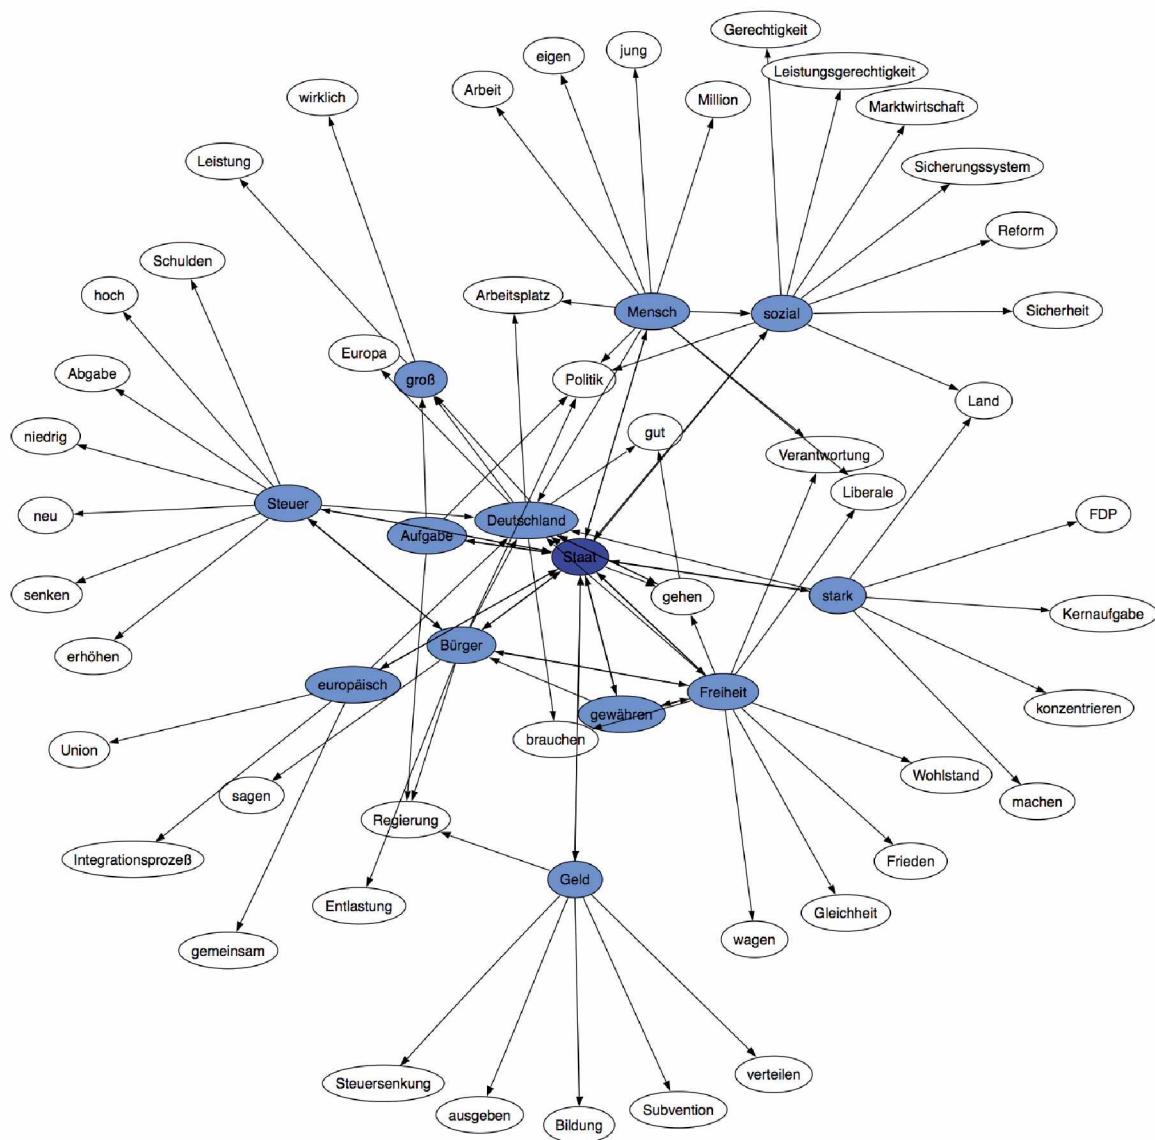 Gerechtigkeit
jung
eigen
Leistungsgerechtigkeit
Arbeit
wirklich
Million
Marktwirtschaft
Leistung
Sicherungssystem
Reform
Schulden
hoch
Arbeitsplatz
Mensch
sozial
Sicherheit
Europa
Abgabe
groß
Politik
Land
niedrig
gut
Verantwortung
Liberale
Steuer
neu
Deutschland
FDP
Aufgabe
Staat
senken
gehen
stark
Kernaufgabe
erhöhen
Bürger
europäisch
Freiheit
gewähren
konzentrieren
Union
brauchen
sagen
Wohlstand
machen
Regierung
Integrationsprozeß
Frieden
Geld
Entlastung
Gleichheit
gemeinsam
wagen
Steuersenkung
verteilen
ausgeben
Bildung
Subvention